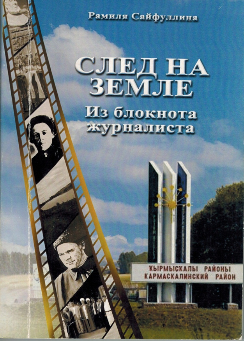 Рамиля Сайфуллина
СЛЕД НА
ЗЕМЛЕ
Из блокнота
журналиста
ҠЫРМЫҪҠАЛЫ РАЙОНЫ
КАРМАСКАЛИНСКИЙ РАЙОН